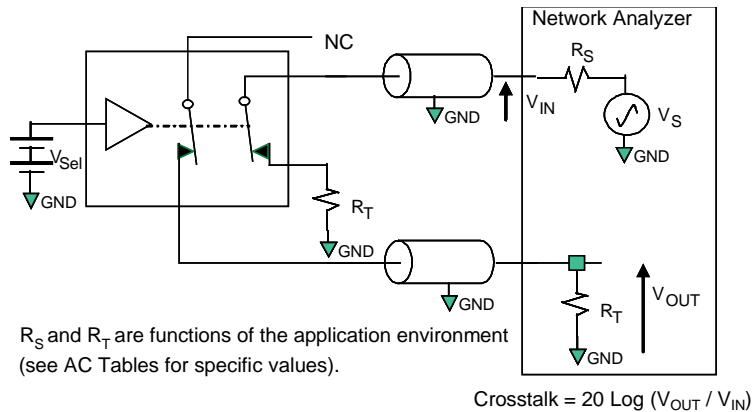 Network Analyzer
NC
R_S
V_IN
V_S
GND
GND
V_Sel
GND
R_T
GND
GND
R_T
V_OUT
GND
R_S and R_T are functions of the application environment
(see AC Tables for specific values).
Crosstalk = 20 Log (V_OUT / V_IN)